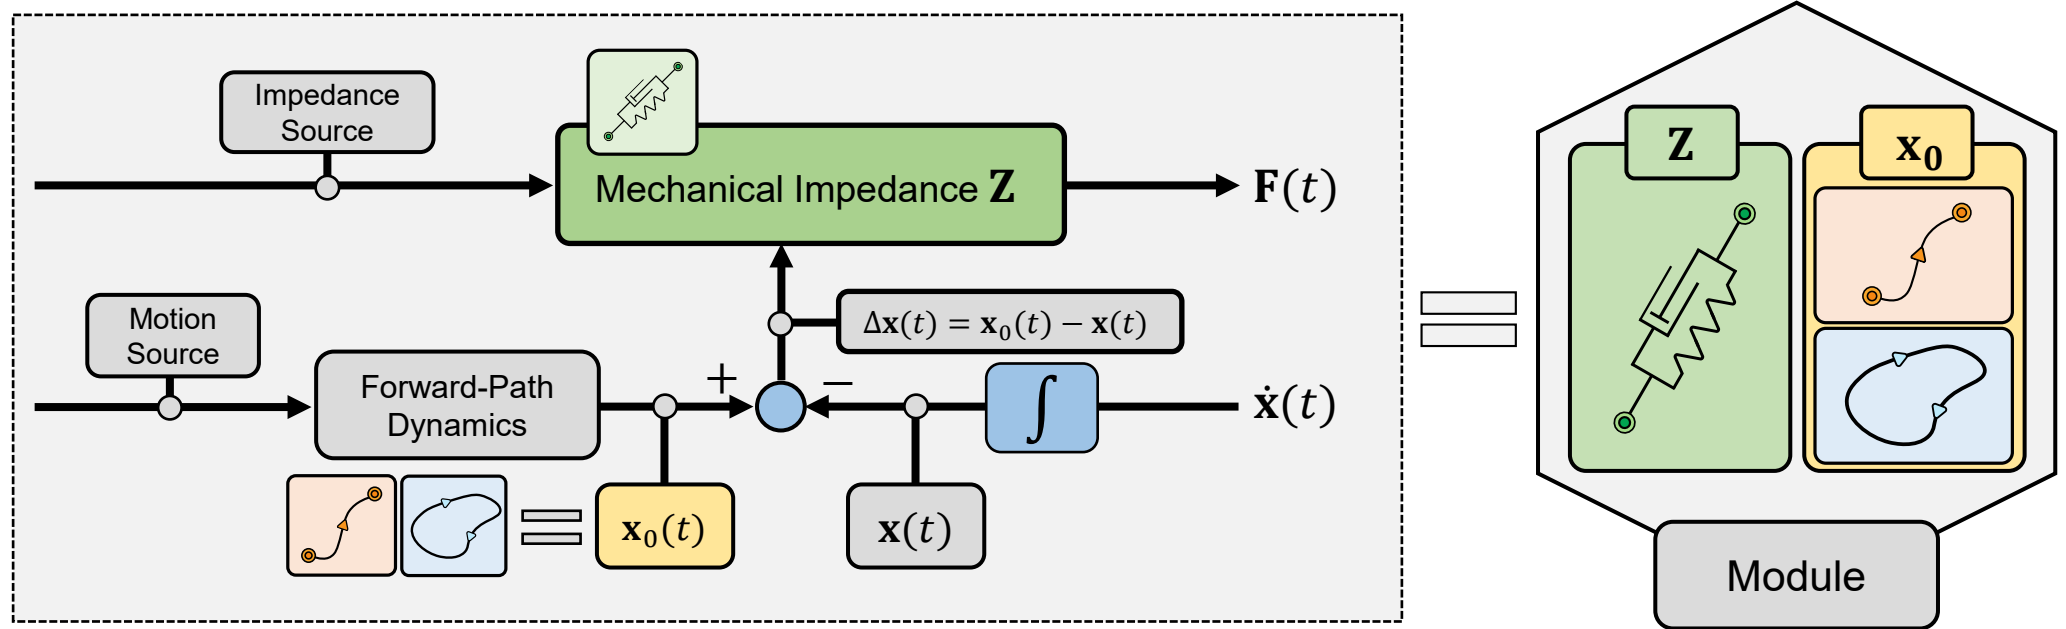 Impedance
Source
Mechanical Impedance Z
F(t)
Motion
Source
Forward-Path
Dynamics
+
−
Δx(t) = x₀(t) − x(t)
∫
ẋ(t)
=
x₀(t)
x(t)
=
Z
x₀
Module